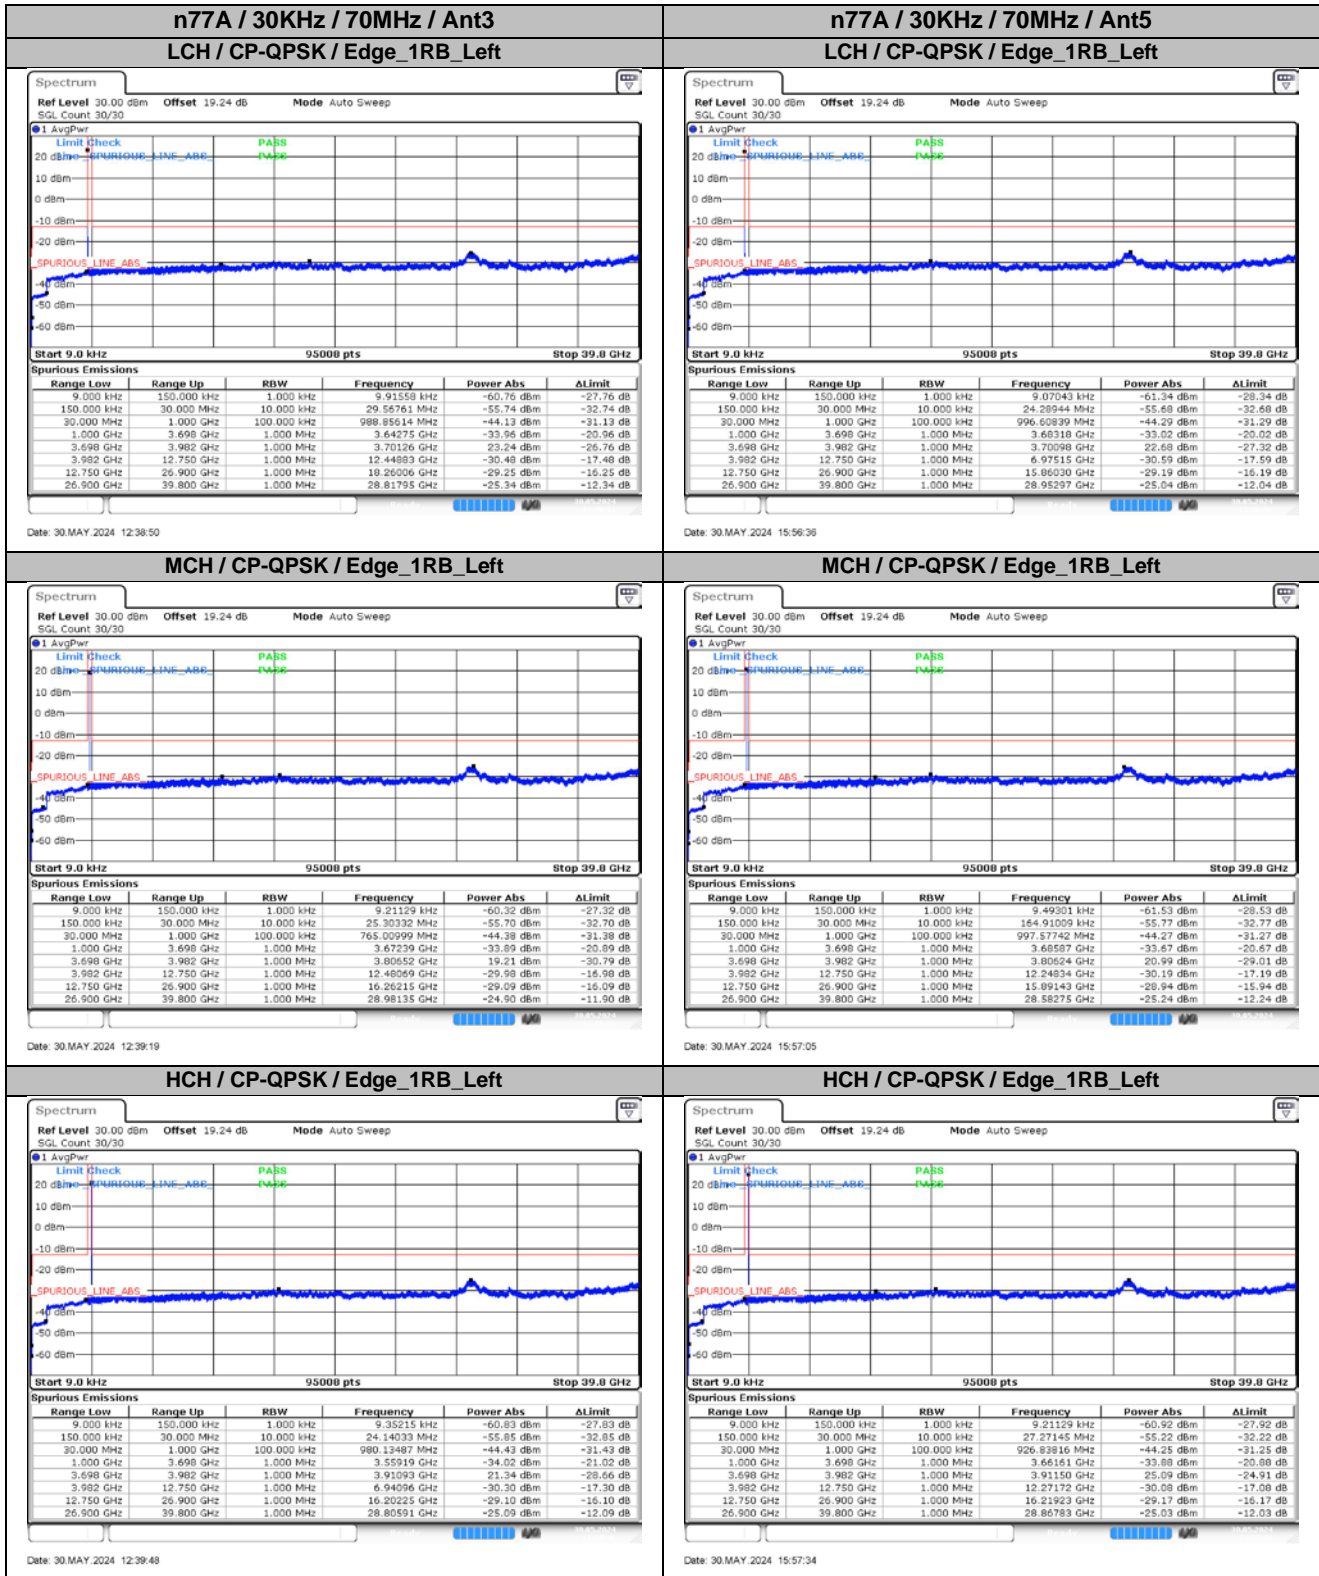 n77A / 30KHz / 70MHz / Ant3
n77A / 30KHz / 70MHz / Ant5
LCH / CP-QPSK / Edge_1RB_Left
LCH / CP-QPSK / Edge_1RB_Left
Spectrum
Ref Level 30.00 dBm Offset 19.24 dB Mode Auto Sweep
SGL Count 30/30
1 AvgPwr
Limit Check PASS
Line _SPURIOUS_LINE_ABS_ PASS
20 dBm
10 dBm
0 dBm
-10 dBm
-20 dBm
_SPURIOUS_LINE_ABS_
-40 dBm
-50 dBm
-60 dBm
Start 9.0 kHz 95008 pts Stop 39.8 GHz
Spurious Emissions
Range Low Range Up RBW Frequency Power Abs ΔLimit
9.000 kHz 150.000 kHz 1.000 kHz 9.91558 kHz -60.76 dBm -27.76 dB
150.000 kHz 30.000 MHz 10.000 kHz 29.56761 MHz -55.74 dBm -32.74 dB
30.000 MHz 1.000 GHz 100.000 kHz 988.85614 MHz -44.13 dBm -31.13 dB
1.000 GHz 3.698 GHz 1.000 MHz 3.64275 GHz -33.96 dBm -20.96 dB
3.698 GHz 3.982 GHz 1.000 MHz 3.70126 GHz 23.24 dBm -26.76 dB
3.982 GHz 12.750 GHz 1.000 MHz 12.44883 GHz -30.48 dBm -17.48 dB
12.750 GHz 26.900 GHz 1.000 MHz 18.26006 GHz -29.25 dBm -16.25 dB
26.900 GHz 39.800 GHz 1.000 MHz 28.81795 GHz -25.34 dBm -12.34 dB
Date: 30.MAY.2024 12:38:50
Spectrum
Ref Level 30.00 dBm Offset 19.24 dB Mode Auto Sweep
SGL Count 30/30
1 AvgPwr
Limit Check PASS
Line _SPURIOUS_LINE_ABS_ PASS
20 dBm
10 dBm
0 dBm
-10 dBm
-20 dBm
_SPURIOUS_LINE_ABS_
-40 dBm
-50 dBm
-60 dBm
Start 9.0 kHz 95008 pts Stop 39.8 GHz
Spurious Emissions
Range Low Range Up RBW Frequency Power Abs ΔLimit
9.000 kHz 150.000 kHz 1.000 kHz 9.07043 kHz -61.34 dBm -28.34 dB
150.000 kHz 30.000 MHz 10.000 kHz 24.28944 MHz -55.68 dBm -32.68 dB
30.000 MHz 1.000 GHz 100.000 kHz 996.60839 MHz -44.29 dBm -31.29 dB
1.000 GHz 3.698 GHz 1.000 MHz 3.68318 GHz -33.02 dBm -20.02 dB
3.698 GHz 3.982 GHz 1.000 MHz 3.70098 GHz 22.68 dBm -27.32 dB
3.982 GHz 12.750 GHz 1.000 MHz 6.97515 GHz -30.59 dBm -17.59 dB
12.750 GHz 26.900 GHz 1.000 MHz 15.86030 GHz -29.19 dBm -16.19 dB
26.900 GHz 39.800 GHz 1.000 MHz 28.95297 GHz -25.04 dBm -12.04 dB
Date: 30.MAY.2024 15:56:36
MCH / CP-QPSK / Edge_1RB_Left
MCH / CP-QPSK / Edge_1RB_Left
Spectrum
Ref Level 30.00 dBm Offset 19.24 dB Mode Auto Sweep
SGL Count 30/30
1 AvgPwr
Limit Check PASS
Line _SPURIOUS_LINE_ABS_ PASS
20 dBm
10 dBm
0 dBm
-10 dBm
-20 dBm
_SPURIOUS_LINE_ABS_
-40 dBm
-50 dBm
-60 dBm
Start 9.0 kHz 95008 pts Stop 39.8 GHz
Spurious Emissions
Range Low Range Up RBW Frequency Power Abs ΔLimit
9.000 kHz 150.000 kHz 1.000 kHz 9.21129 kHz -60.32 dBm -27.32 dB
150.000 kHz 30.000 MHz 10.000 kHz 25.30332 MHz -55.70 dBm -32.70 dB
30.000 MHz 1.000 GHz 100.000 kHz 765.00999 MHz -44.38 dBm -31.38 dB
1.000 GHz 3.698 GHz 1.000 MHz 3.67239 GHz -33.89 dBm -20.89 dB
3.698 GHz 3.982 GHz 1.000 MHz 3.80652 GHz 19.21 dBm -30.79 dB
3.982 GHz 12.750 GHz 1.000 MHz 12.48069 GHz -29.98 dBm -16.98 dB
12.750 GHz 26.900 GHz 1.000 MHz 16.26215 GHz -29.09 dBm -16.09 dB
26.900 GHz 39.800 GHz 1.000 MHz 28.98135 GHz -24.90 dBm -11.90 dB
Date: 30.MAY.2024 12:39:19
Spectrum
Ref Level 30.00 dBm Offset 19.24 dB Mode Auto Sweep
SGL Count 30/30
1 AvgPwr
Limit Check PASS
Line _SPURIOUS_LINE_ABS_ PASS
20 dBm
10 dBm
0 dBm
-10 dBm
-20 dBm
_SPURIOUS_LINE_ABS_
-40 dBm
-50 dBm
-60 dBm
Start 9.0 kHz 95008 pts Stop 39.8 GHz
Spurious Emissions
Range Low Range Up RBW Frequency Power Abs ΔLimit
9.000 kHz 150.000 kHz 1.000 kHz 9.49301 kHz -61.53 dBm -28.53 dB
150.000 kHz 30.000 MHz 10.000 kHz 164.91009 kHz -55.77 dBm -32.77 dB
30.000 MHz 1.000 GHz 100.000 kHz 997.57742 MHz -44.27 dBm -31.27 dB
1.000 GHz 3.698 GHz 1.000 MHz 3.68587 GHz -33.67 dBm -20.67 dB
3.698 GHz 3.982 GHz 1.000 MHz 3.80624 GHz 20.99 dBm -29.01 dB
3.982 GHz 12.750 GHz 1.000 MHz 12.24834 GHz -30.19 dBm -17.19 dB
12.750 GHz 26.900 GHz 1.000 MHz 15.89143 GHz -28.94 dBm -15.94 dB
26.900 GHz 39.800 GHz 1.000 MHz 28.58275 GHz -25.24 dBm -12.24 dB
Date: 30.MAY.2024 15:57:05
HCH / CP-QPSK / Edge_1RB_Left
HCH / CP-QPSK / Edge_1RB_Left
Spectrum
Ref Level 30.00 dBm Offset 19.24 dB Mode Auto Sweep
SGL Count 30/30
1 AvgPwr
Limit Check PASS
Line _SPURIOUS_LINE_ABS_ PASS
20 dBm
10 dBm
0 dBm
-10 dBm
-20 dBm
_SPURIOUS_LINE_ABS_
-40 dBm
-50 dBm
-60 dBm
Start 9.0 kHz 95008 pts Stop 39.8 GHz
Spurious Emissions
Range Low Range Up RBW Frequency Power Abs ΔLimit
9.000 kHz 150.000 kHz 1.000 kHz 9.35215 kHz -60.83 dBm -27.83 dB
150.000 kHz 30.000 MHz 10.000 kHz 24.14033 MHz -55.85 dBm -32.85 dB
30.000 MHz 1.000 GHz 100.000 kHz 980.13487 MHz -44.43 dBm -31.43 dB
1.000 GHz 3.698 GHz 1.000 MHz 3.55919 GHz -34.02 dBm -21.02 dB
3.698 GHz 3.982 GHz 1.000 MHz 3.91093 GHz 21.34 dBm -28.66 dB
3.982 GHz 12.750 GHz 1.000 MHz 6.94096 GHz -30.30 dBm -17.30 dB
12.750 GHz 26.900 GHz 1.000 MHz 16.20225 GHz -29.10 dBm -16.10 dB
26.900 GHz 39.800 GHz 1.000 MHz 28.80591 GHz -25.09 dBm -12.09 dB
Date: 30.MAY.2024 12:39:48
Spectrum
Ref Level 30.00 dBm Offset 19.24 dB Mode Auto Sweep
SGL Count 30/30
1 AvgPwr
Limit Check PASS
Line _SPURIOUS_LINE_ABS_ PASS
20 dBm
10 dBm
0 dBm
-10 dBm
-20 dBm
_SPURIOUS_LINE_ABS_
-40 dBm
-50 dBm
-60 dBm
Start 9.0 kHz 95008 pts Stop 39.8 GHz
Spurious Emissions
Range Low Range Up RBW Frequency Power Abs ΔLimit
9.000 kHz 150.000 kHz 1.000 kHz 9.21129 kHz -60.92 dBm -27.92 dB
150.000 kHz 30.000 MHz 10.000 kHz 27.27145 MHz -55.22 dBm -32.22 dB
30.000 MHz 1.000 GHz 100.000 kHz 926.83816 MHz -44.25 dBm -31.25 dB
1.000 GHz 3.698 GHz 1.000 MHz 3.66161 GHz -33.88 dBm -20.88 dB
3.698 GHz 3.982 GHz 1.000 MHz 3.91150 GHz 25.09 dBm -24.91 dB
3.982 GHz 12.750 GHz 1.000 MHz 12.27172 GHz -30.08 dBm -17.08 dB
12.750 GHz 26.900 GHz 1.000 MHz 16.21923 GHz -29.17 dBm -16.17 dB
26.900 GHz 39.800 GHz 1.000 MHz 28.86783 GHz -25.03 dBm -12.03 dB
Date: 30.MAY.2024 15:57:34